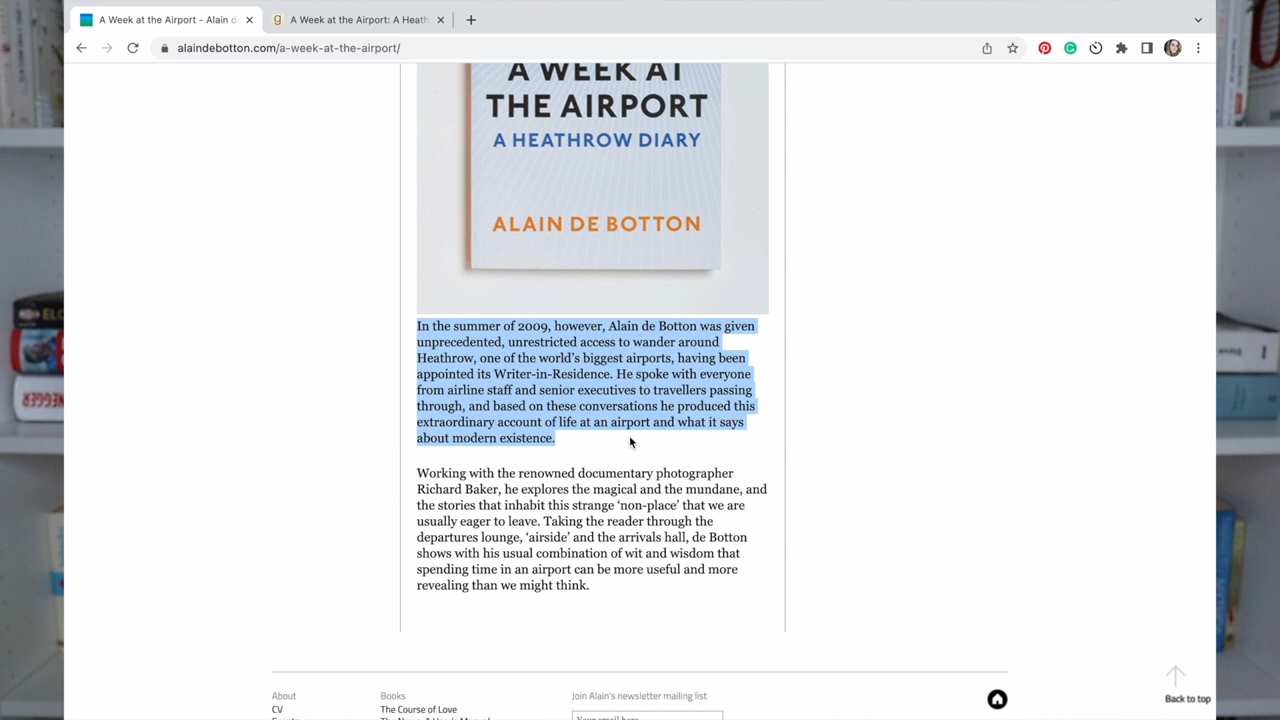 A Week at the Airport - Alain d
A Week at the Airport: A Heath
alaindebotton.com/a-week-at-the-airport/
A WEEK AT
THE AIRPORT
A HEATHROW DIARY
ALAIN DE BOTTON
In the summer of 2009, however, Alain de Botton was given
unprecedented, unrestricted access to wander around
Heathrow, one of the world's biggest airports, having been
appointed its Writer-in-Residence. He spoke with everyone
from airline staff and senior executives to travellers passing
through, and based on these conversations he produced this
extraordinary account of life at an airport and what it says
about modern existence.
Working with the renowned documentary photographer
Richard Baker, he explores the magical and the mundane, and
the stories that inhabit this strange ‘non-place’ that we are
usually eager to leave. Taking the reader through the
departures lounge, ‘airside’ and the arrivals hall, de Botton
shows with his usual combination of wit and wisdom that
spending time in an airport can be more useful and more
revealing than we might think.
About
Books
Join Alain's newsletter mailing list
CV
The Course of Love
Back to top